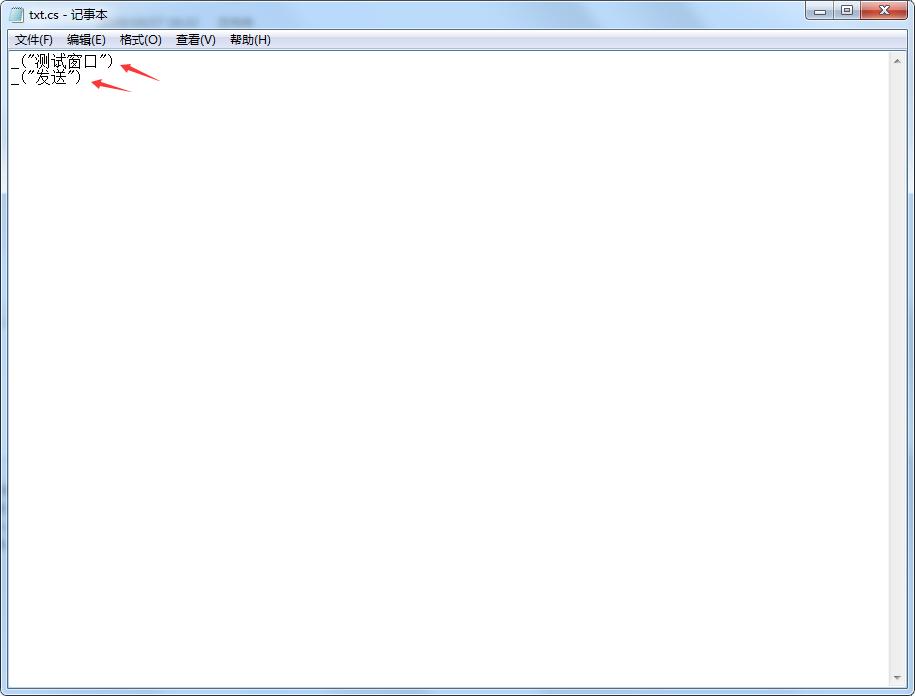 txt.cs - 记事本
文件(F) 编辑(E) 格式(O) 查看(V) 帮助(H)
_("测试窗口")
_("发送")